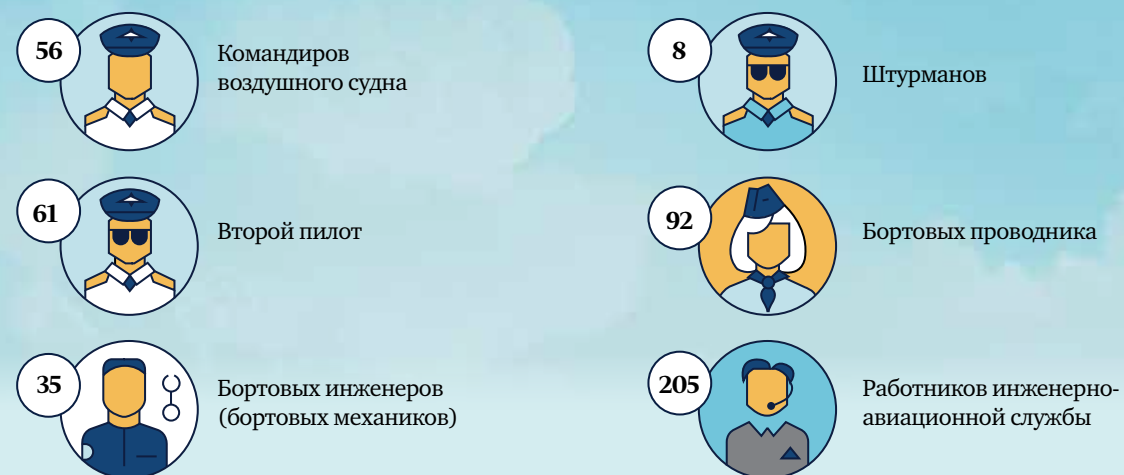 56
Командиров
воздушного судна
8
Штурманов
61
Второй пилот
92
Бортовых проводника
35
Бортовых инженеров
(бортовых механиков)
205
Работников инженерно-
авиационной службы